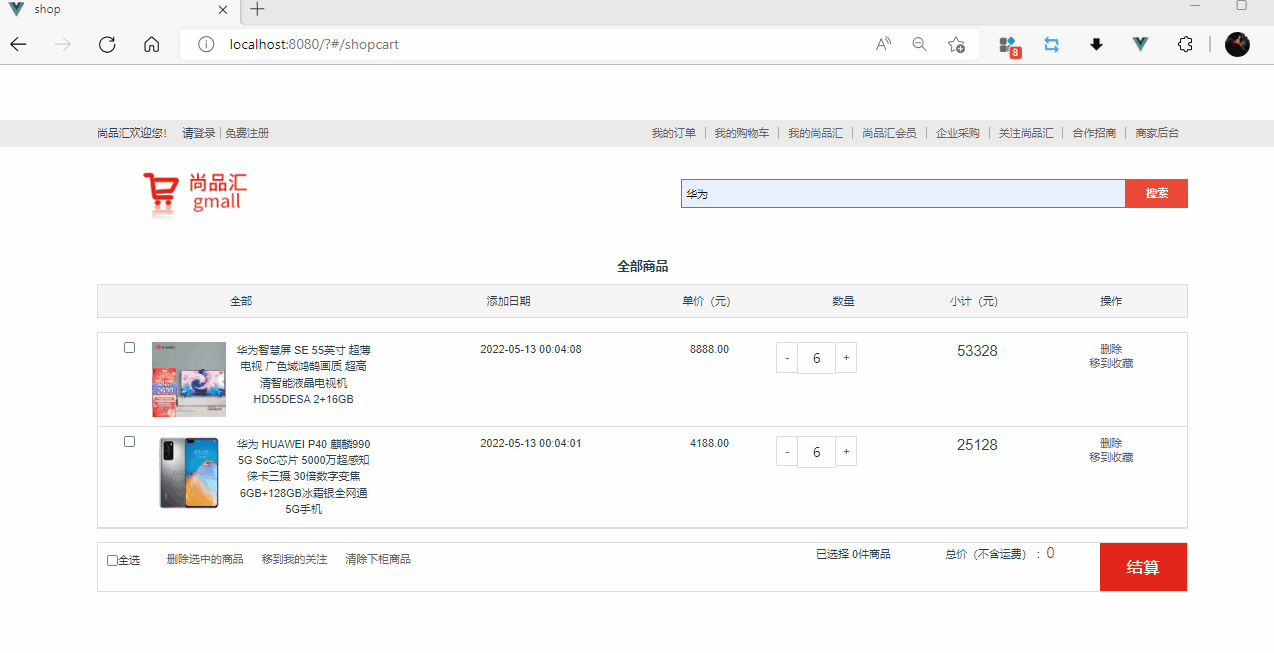 shop
localhost:8080/?#/shopcart
8
尚品汇欢迎您! 请登录 免费注册
我的订单 我的购物车 我的尚品汇 尚品汇会员 企业采购 关注尚品汇 合作招商 商家后台
尚品汇
gmall
华为
搜索
全部商品
全部 添加日期 单价（元） 数量 小计（元） 操作
华为智慧屏 SE 55英寸 超薄
电视 广色域鸿鹄画质 超高
清智能液晶电视机
HD55DESA 2+16GB
2022-05-13 00:04:08
8888.00
- 6 +
53328
删除
移到收藏
华为 HUAWEI P40 麒麟990
5G SoC芯片 5000万超感知
徕卡三摄 30倍数字变焦
6GB+128GB冰霜银全网通
5G手机
2022-05-13 00:04:01
4188.00
- 6 +
25128
删除
移到收藏
全选 删除选中的商品 移到我的关注 清除下柜商品
已选择 0件商品
总价（不含运费）：0
结算